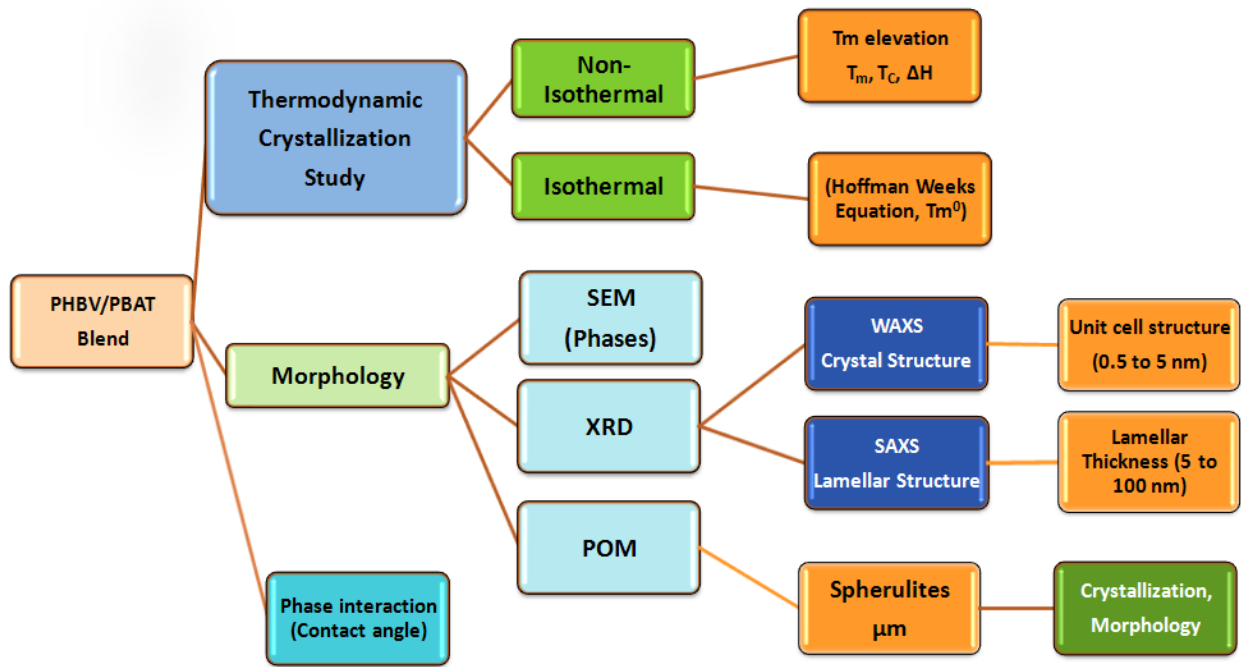 PHBV/PBAT
Blend
Thermodynamic
Crystallization
Study
Non-
Isothermal
Tm elevation
Tₘ, T_C, ΔH
Isothermal
(Hoffman Weeks
Equation, Tm⁰)
Morphology
SEM
(Phases)
XRD
WAXS
Crystal Structure
Unit cell structure
(0.5 to 5 nm)
SAXS
Lamellar Structure
Lamellar
Thickness (5 to
100 nm)
POM
Spherulites
µm
Crystallization,
Morphology
Phase interaction
(Contact angle)